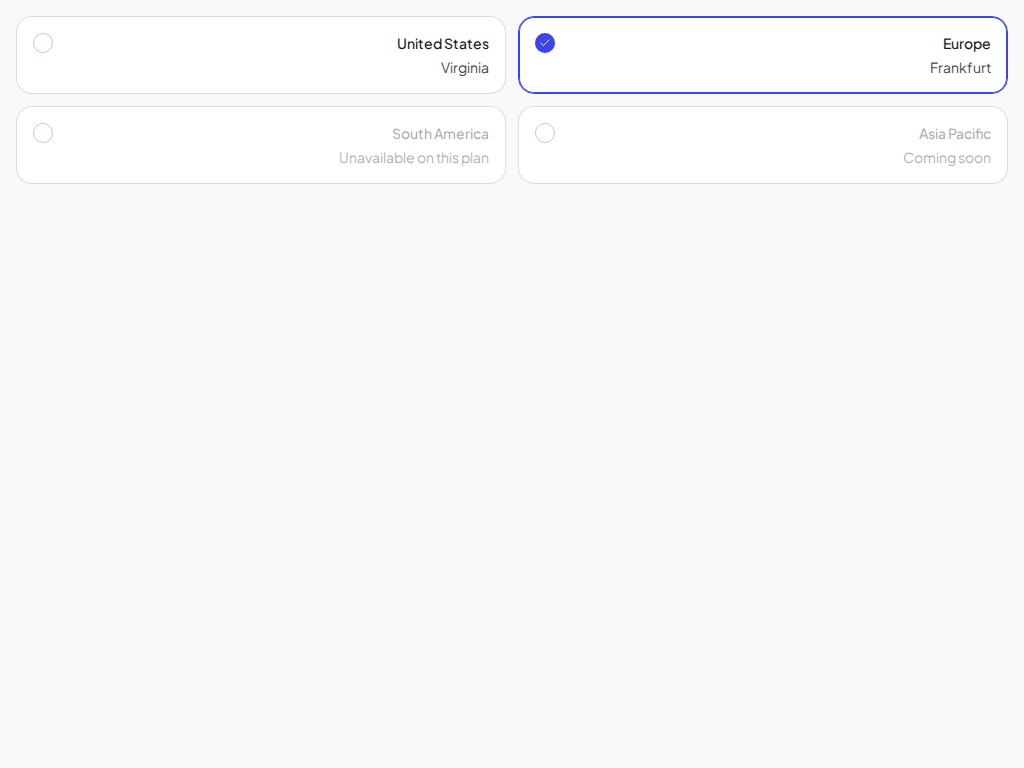 United States
Virginia
Europe
Frankfurt
South America
Unavailable on this plan
Asia Pacific
Coming soon